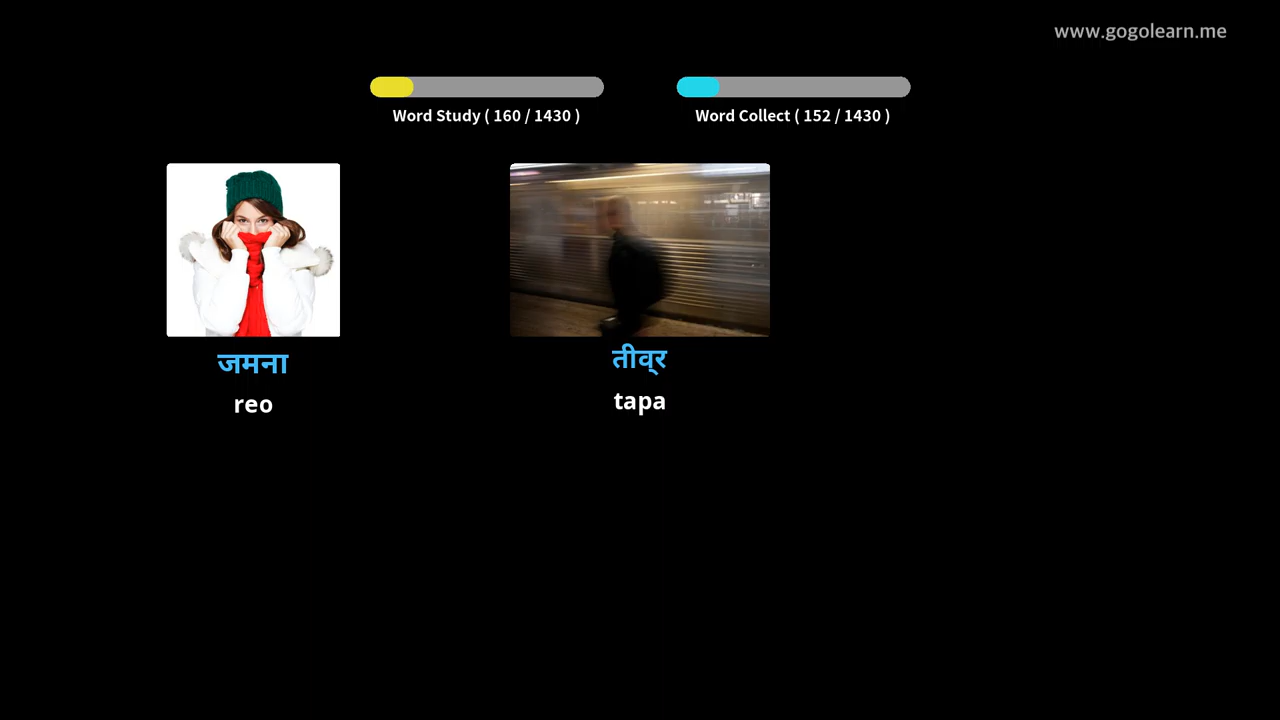 www.gogolearn.me
Word Study ( 160 / 1430 )
Word Collect ( 152 / 1430 )
जमना
तीव्र
reo
tapa